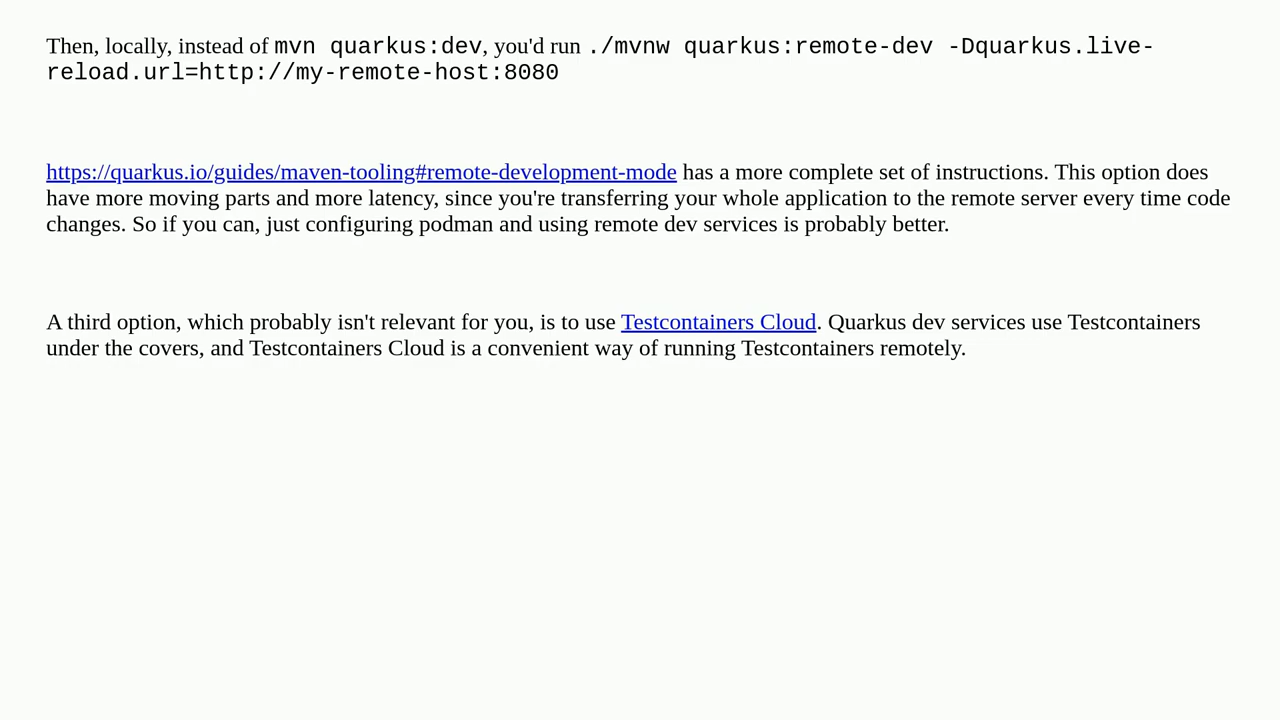 Then, locally, instead of mvn quarkus:dev, you'd run ./mvnw quarkus:remote-dev -Dquarkus.live-
reload.url=http://my-remote-host:8080
https://quarkus.io/guides/maven-tooling#remote-development-mode has a more complete set of instructions. This option does
have more moving parts and more latency, since you're transferring your whole application to the remote server every time code
changes. So if you can, just configuring podman and using remote dev services is probably better.
A third option, which probably isn't relevant for you, is to use Testcontainers Cloud. Quarkus dev services use Testcontainers
under the covers, and Testcontainers Cloud is a convenient way of running Testcontainers remotely.